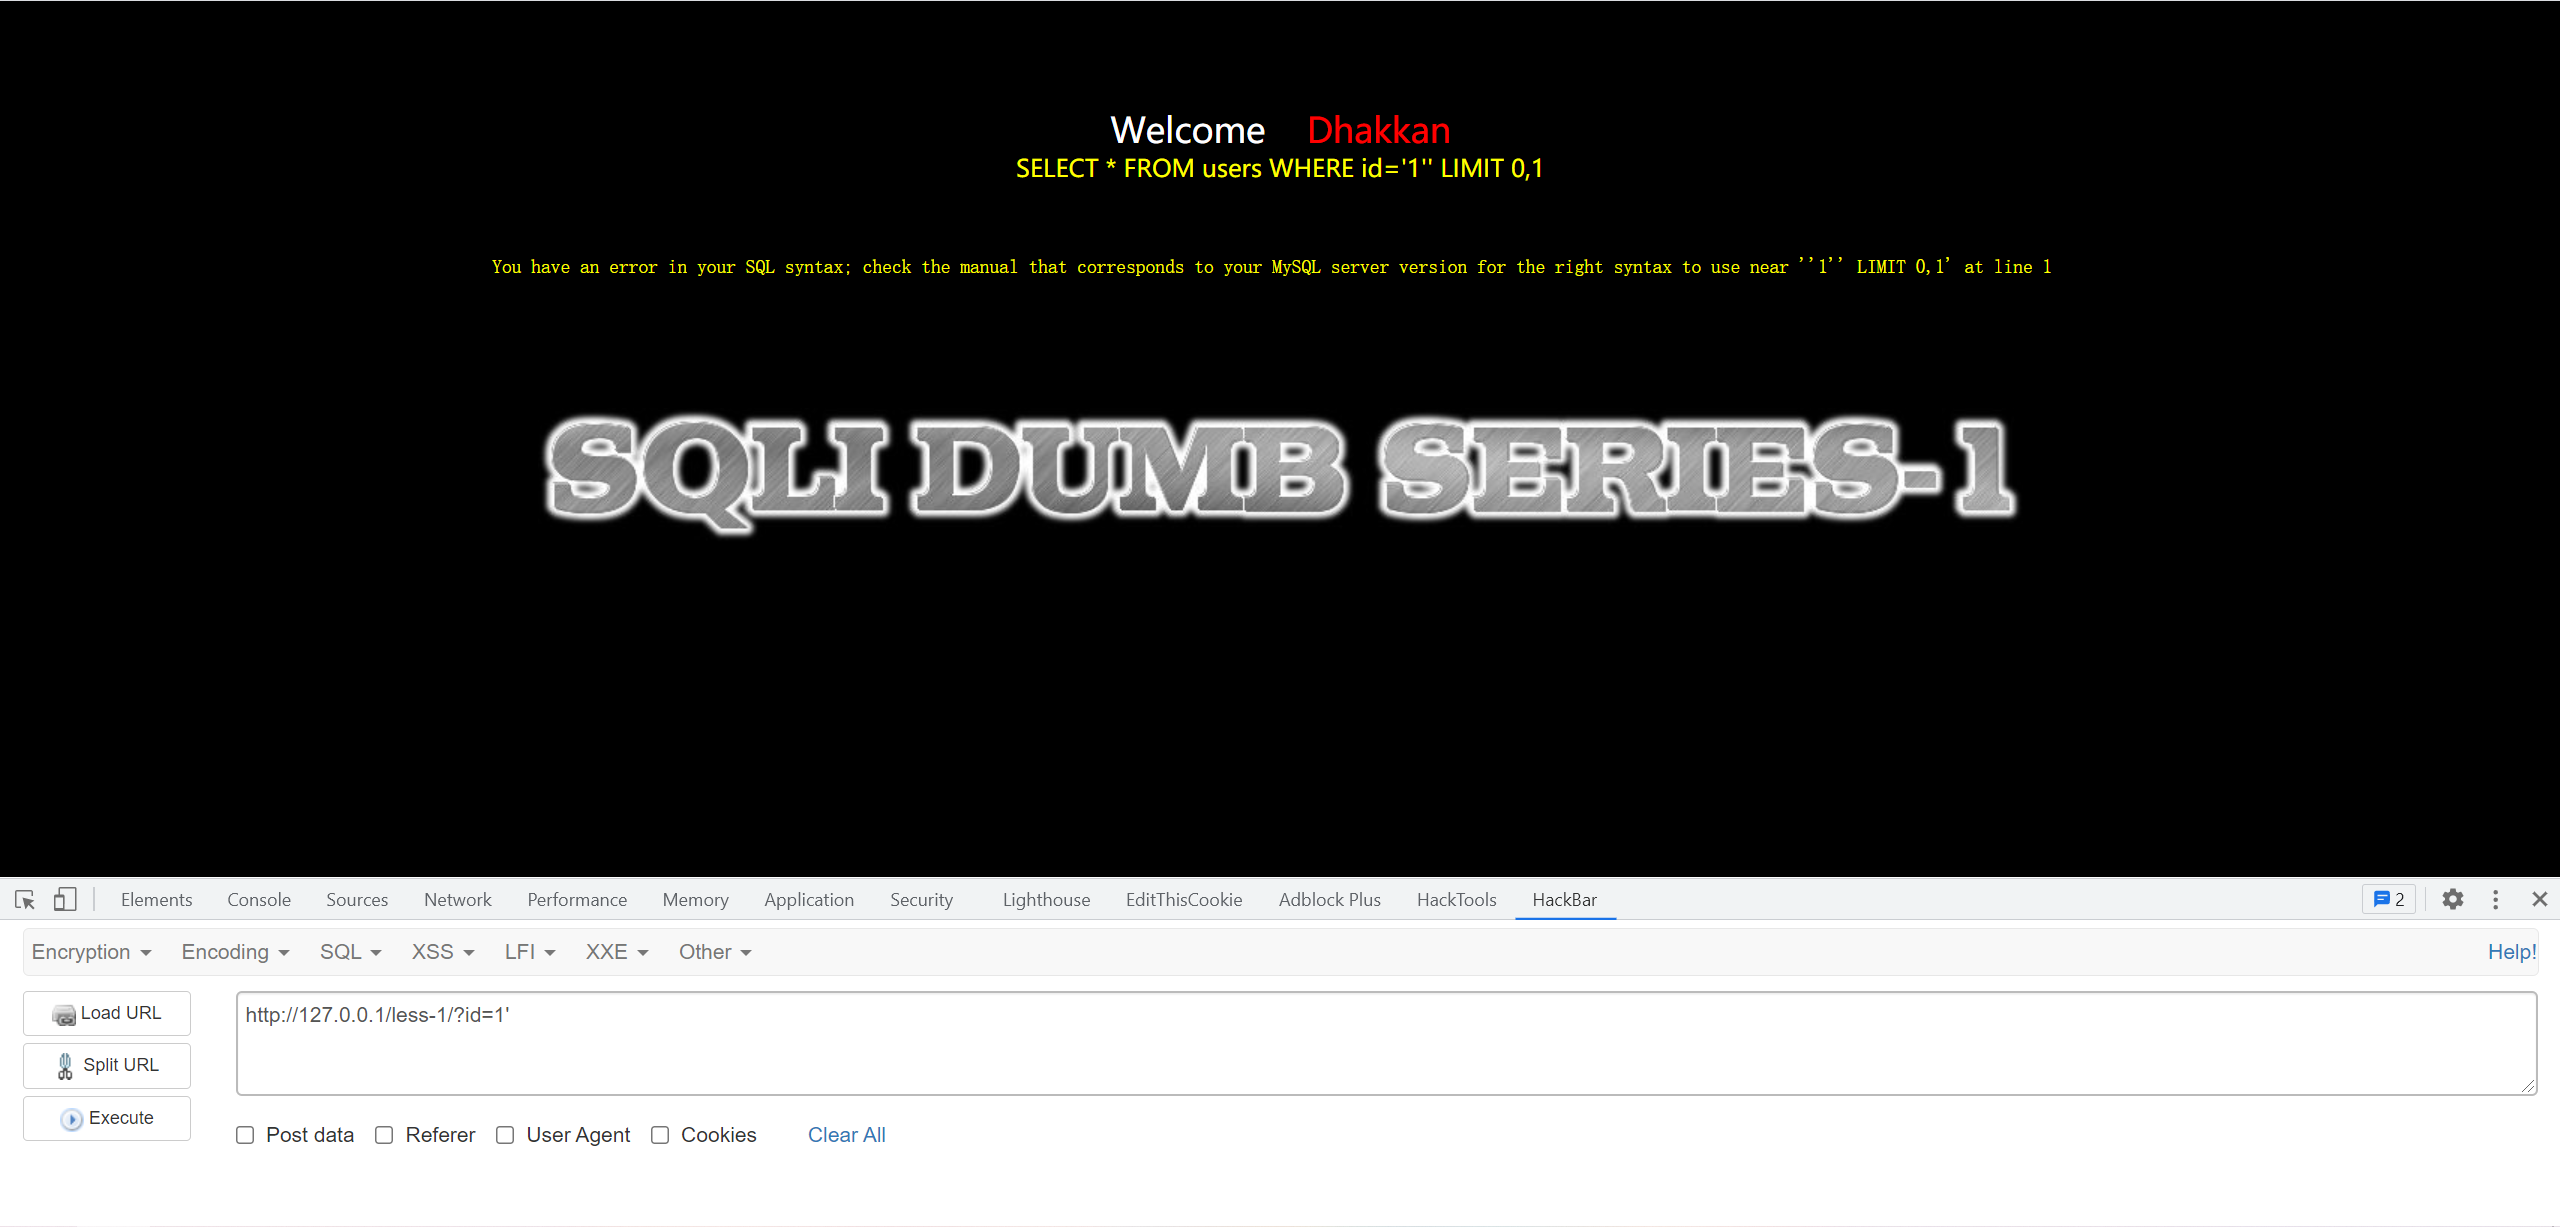 Welcome    Dhakkan
SELECT * FROM users WHERE id='1'' LIMIT 0,1
You have an error in your SQL syntax; check the manual that corresponds to your MySQL server version for the right syntax to use near ''1'' LIMIT 0,1' at line 1
SQLI DUMB SERIES-1
Elements Console Sources Network Performance Memory Application Security Lighthouse EditThisCookie Adblock Plus HackTools HackBar 2
Encryption Encoding SQL XSS LFI XXE Other Help!
Load URL
http://127.0.0.1/less-1/?id=1'
Split URL
Execute
Post data Referer User Agent Cookies Clear All